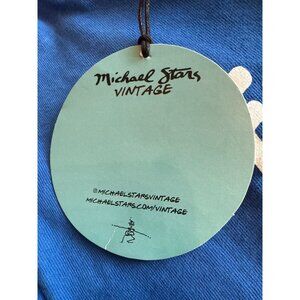 Michael Stars
VINTAGE
@MICHAELSTARSVINTAGE
MICHAELSTARS.COM/VINTAGE